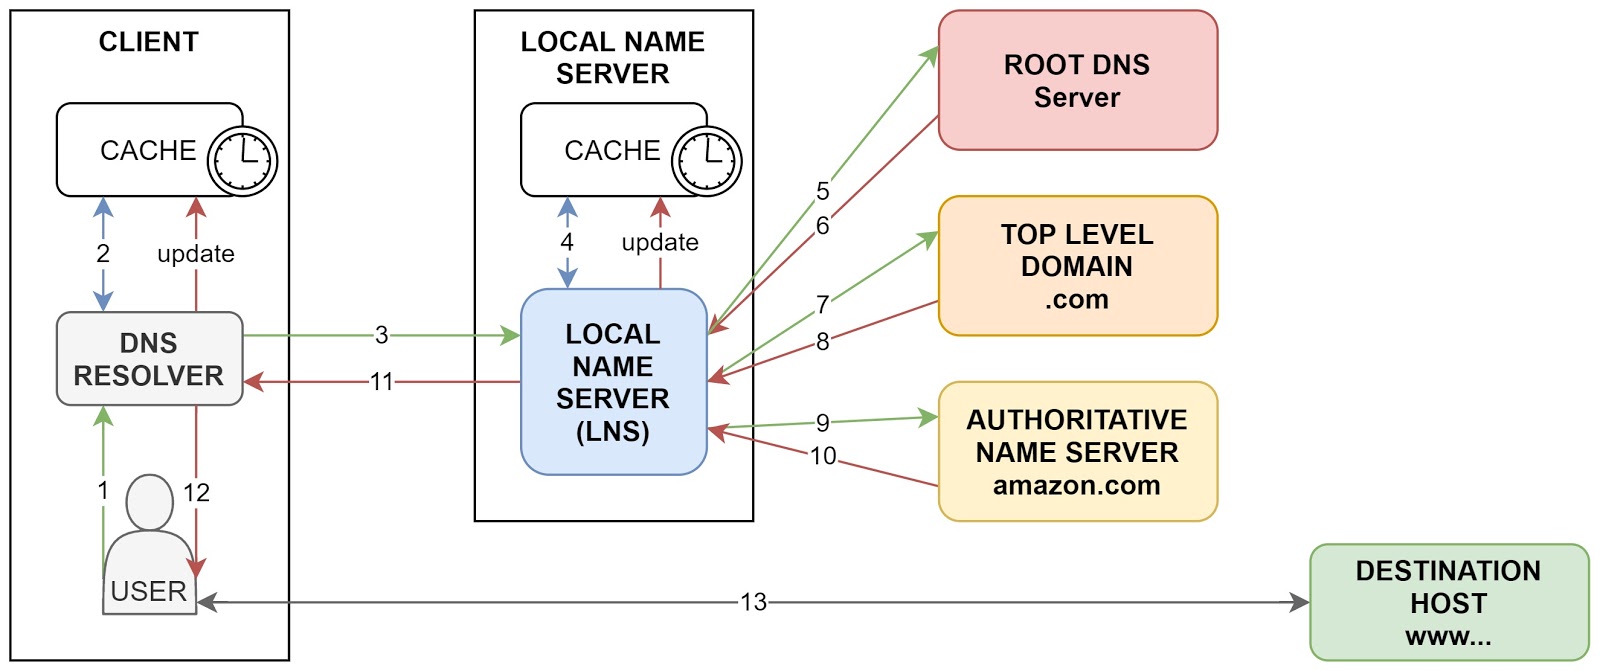 CLIENT
CACHE
2
update
DNS
RESOLVER
1
12
USER
3
11
LOCAL NAME
SERVER
CACHE
4
update
LOCAL
NAME
SERVER
(LNS)
5
6
7
8
9
10
ROOT DNS
Server
TOP LEVEL
DOMAIN
.com
AUTHORITATIVE
NAME SERVER
amazon.com
13
DESTINATION
HOST
www...